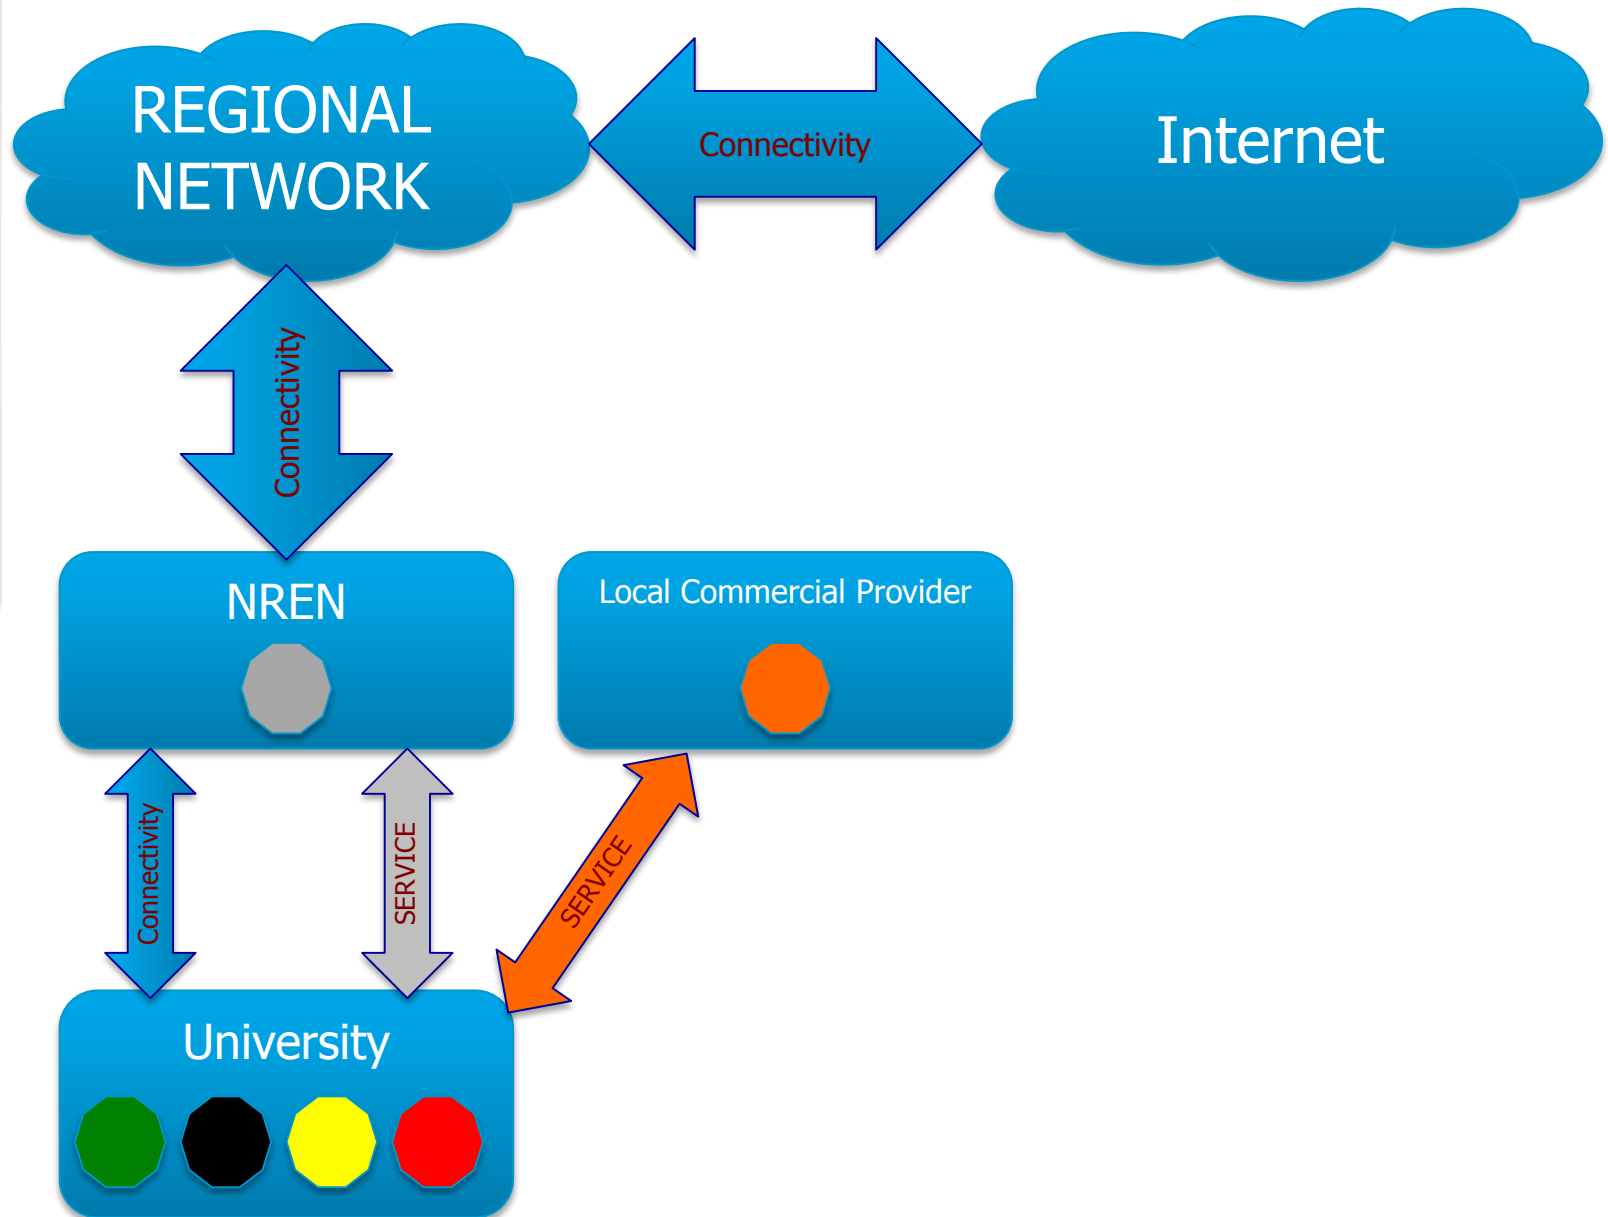 REGIONAL
NETWORK
Connectivity
Internet
Connectivity
NREN
Local Commercial Provider
Connectivity
SERVICE
SERVICE
University